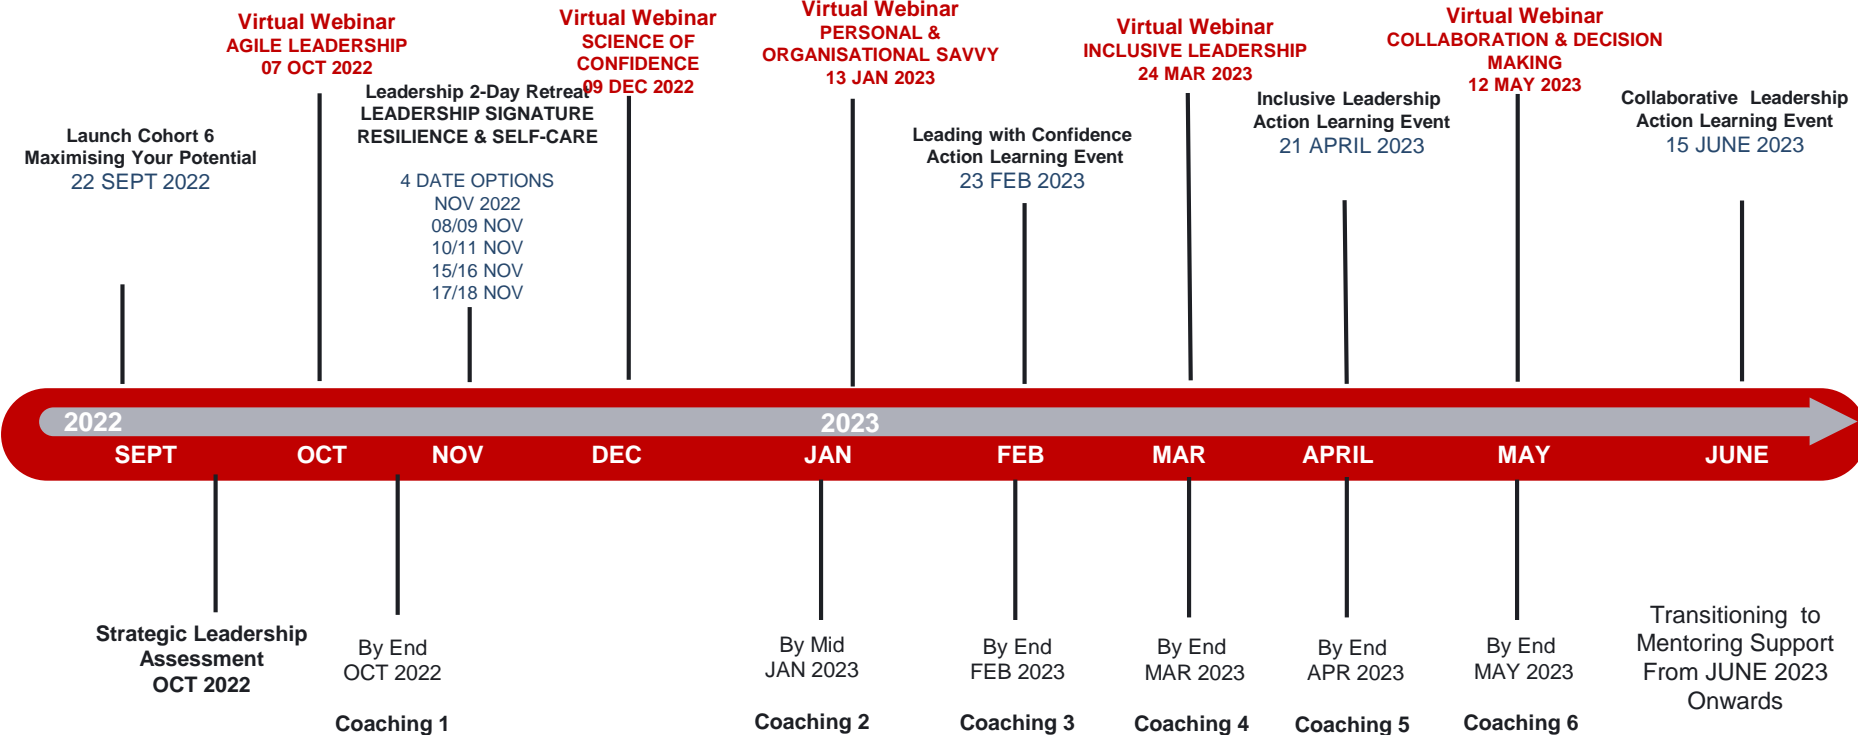 Virtual Webinar
AGILE LEADERSHIP
07 OCT 2022
Virtual Webinar
SCIENCE OF
CONFIDENCE
09 DEC 2022
Virtual Webinar
PERSONAL &
ORGANISATIONAL SAVVY
13 JAN 2023
Virtual Webinar
INCLUSIVE LEADERSHIP
24 MAR 2023
Virtual Webinar
COLLABORATION & DECISION
MAKING
12 MAY 2023
Launch Cohort 6
Maximising Your Potential
22 SEPT 2022
Leadership 2-Day Retreat
LEADERSHIP SIGNATURE
RESILIENCE & SELF-CARE
4 DATE OPTIONS
NOV 2022
08/09 NOV
10/11 NOV
15/16 NOV
17/18 NOV
Leading with Confidence
Action Learning Event
23 FEB 2023
Inclusive Leadership
Action Learning Event
21 APRIL 2023
Collaborative Leadership
Action Learning Event
15 JUNE 2023
2022
2023
SEPT
OCT
NOV
DEC
JAN
FEB
MAR
APRIL
MAY
JUNE
Strategic Leadership
Assessment
OCT 2022
By End
OCT 2022
Coaching 1
By Mid
JAN 2023
Coaching 2
By End
FEB 2023
Coaching 3
By End
MAR 2023
Coaching 4
By End
APR 2023
Coaching 5
By End
MAY 2023
Coaching 6
Transitioning to
Mentoring Support
From JUNE 2023
Onwards